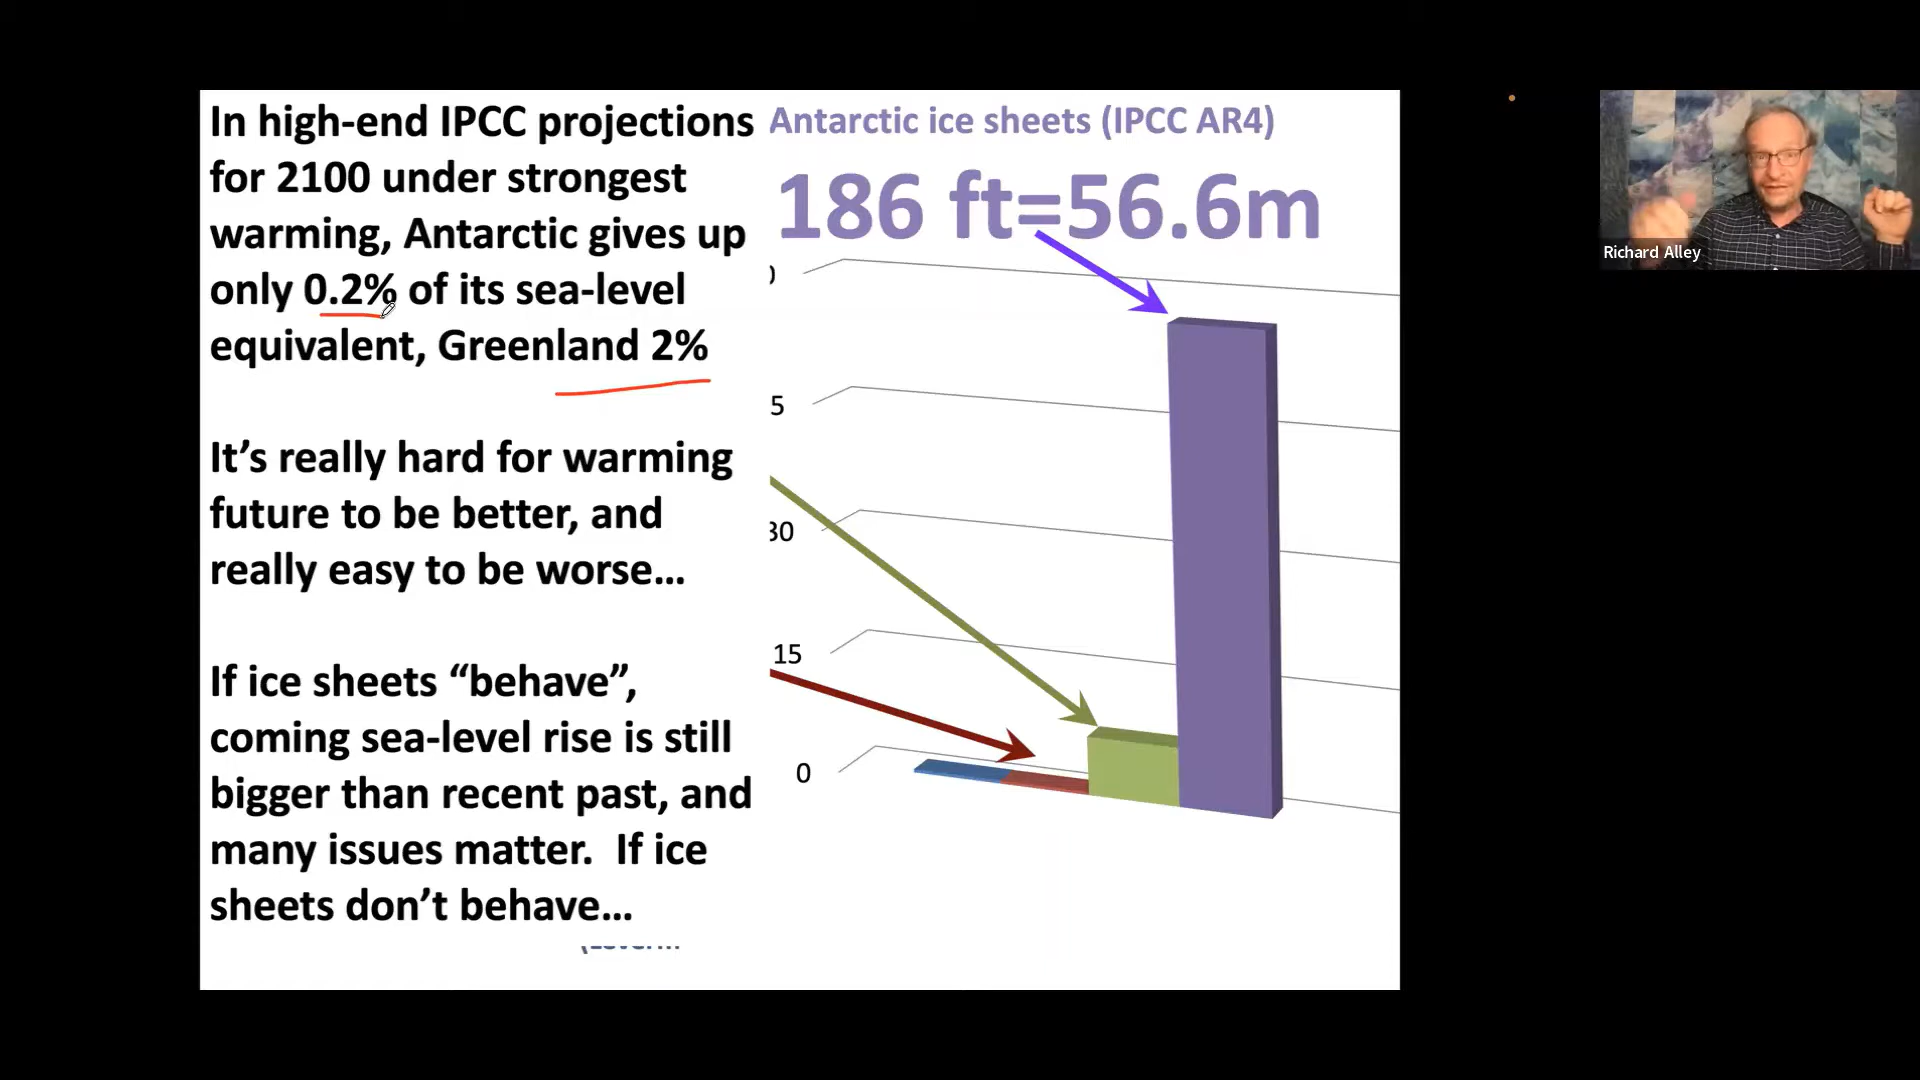 In high-end IPCC projections
for 2100 under strongest
warming, Antarctic gives up
only 0.2% of its sea-level
equivalent, Greenland 2%
It’s really hard for warming
future to be better, and
really easy to be worse...
If ice sheets “behave”,
coming sea-level rise is still
bigger than recent past, and
many issues matter.  If ice
sheets don’t behave...
Antarctic ice sheets (IPCC AR4)
186 ft=56.6m
0
5
30
15
0
Richard Alley